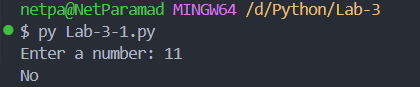 netpa@NetParamad MINGW64 /d/Python/Lab-3
$ py Lab-3-1.py
Enter a number: 11
No